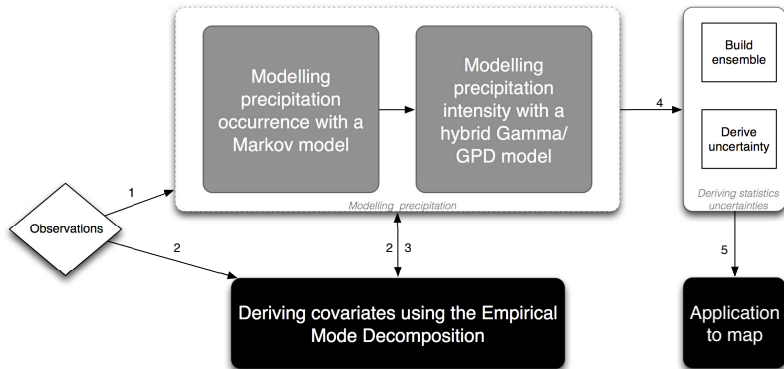 Observations
1
2
Modelling
precipitation
occurrence with a
Markov model
Modelling
precipitation
intensity with a
hybrid Gamma/
GPD model
Modelling precipitation
2 3
Deriving covariates using the Empirical
Mode Decomposition
4
Build
ensemble
Derive
uncertainty
Deriving statistics
uncertainties
5
Application
to map